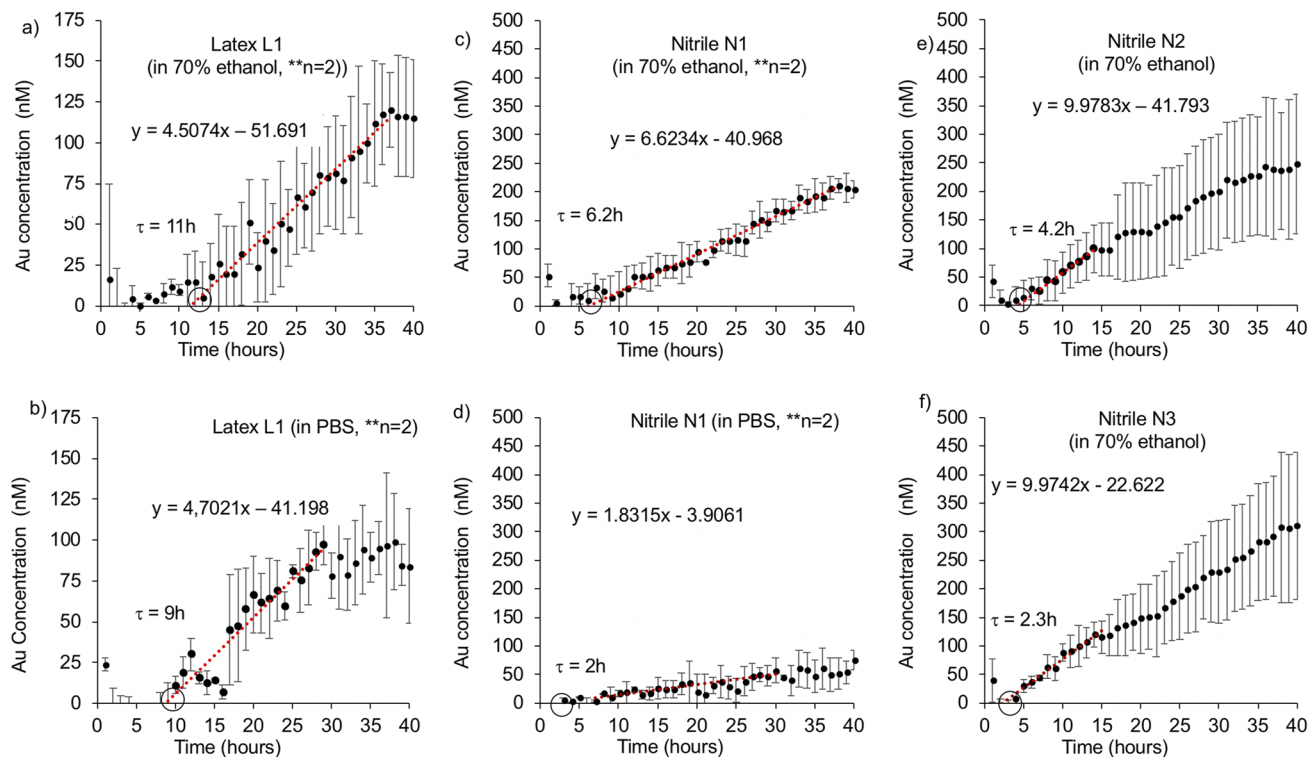 a)
175
150
125
100
75
50
25
0
Au concentration (nM)
Latex L1
(in 70% ethanol, **n=2))
y = 4.5074x – 51.691
τ = 11h
0 5 10 15 20 25 30 35 40
Time (hours)
c)
500
450
400
350
300
250
200
150
100
50
0
Au concentration (nM)
Nitrile N1
(in 70% ethanol, **n=2)
y = 6.6234x - 40.968
τ = 6.2h
0 5 10 15 20 25 30 35 40
Time (hours)
e)
500
450
400
350
300
250
200
150
100
50
0
Au concentration (nM)
Nitrile N2
(in 70% ethanol)
y = 9.9783x – 41.793
τ = 4.2h
0 5 10 15 20 25 30 35 40
Time (hours)
b)
175
150
125
100
75
50
25
0
Au Concentration (nM)
Latex L1 (in PBS, **n=2)
y = 4,7021x – 41.198
τ = 9h
0 5 10 15 20 25 30 35 40
Time (hours)
d)
500
450
400
350
300
250
200
150
100
50
0
Au concentration (nM)
Nitrile N1 (in PBS, **n=2)
y = 1.8315x - 3.9061
τ = 2h
0 5 10 15 20 25 30 35 40
Time (hours)
f)
500
450
400
350
300
250
200
150
100
50
0
Au concentration (nM)
Nitrile N3
(in 70% ethanol)
y = 9.9742x - 22.622
τ = 2.3h
0 5 10 15 20 25 30 35 40
Time (hours)